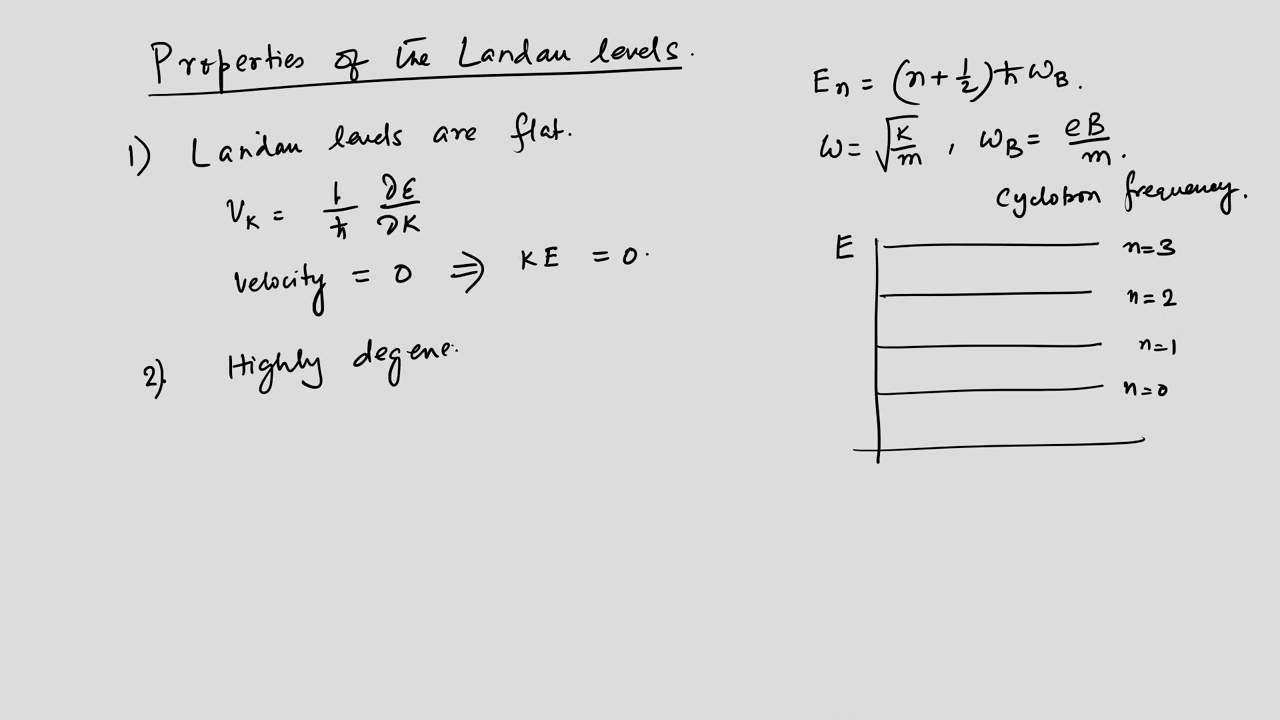 Properties of the Landau levels.
1) Landau levels are flat.
V_K = 1/ħ ∂E/∂K
velocity = 0 ⇒ KE = 0.
2). Highly degene
E_n = (n + 1/2) ħ ω_B.
ω = √(K/m), ω_B = eB/m.
Cyclotron frequency.
E
n=3
n=2
n=1
n=0